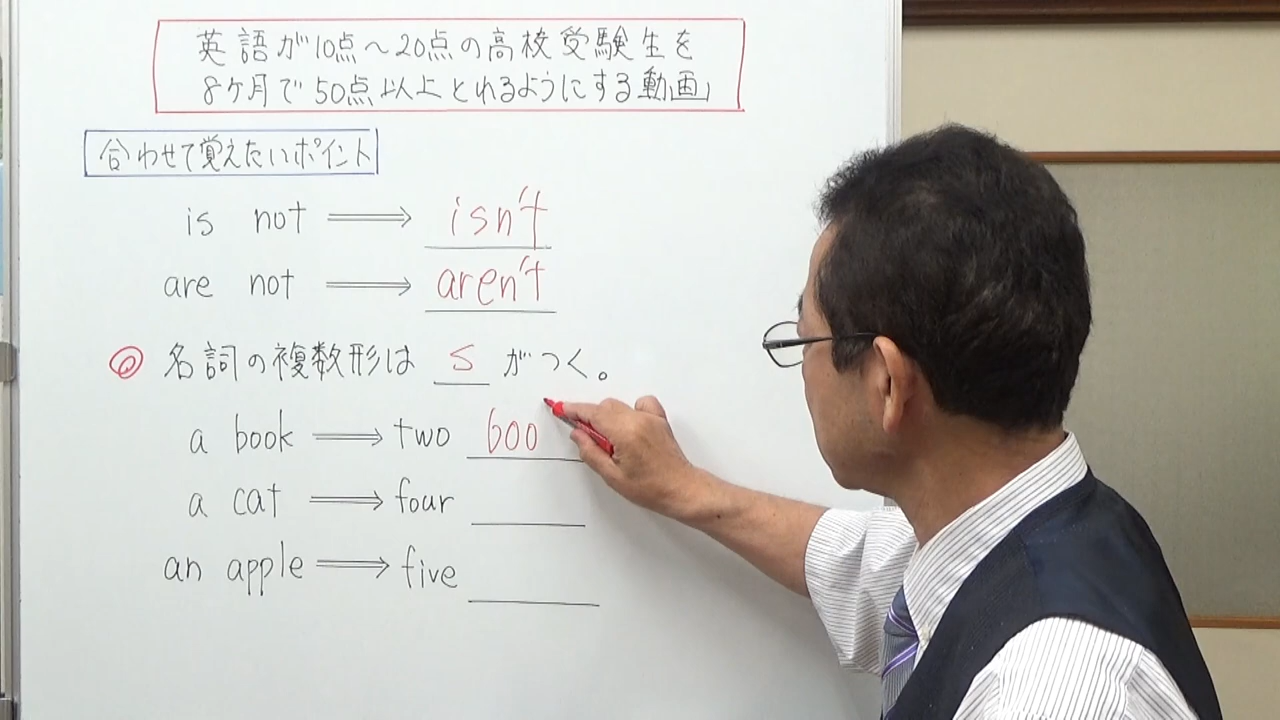 英語が10点～20点の高校受験生を
8ヶ月で50点以上とれるようにする動画」
合わせて覚えたいポイント
is not ⟹ isn't
are not ⟹ aren't
◎ 名詞の複数形は s がつく。
a book ⟹ two boo
a cat ⟹ four
an apple ⟹ five